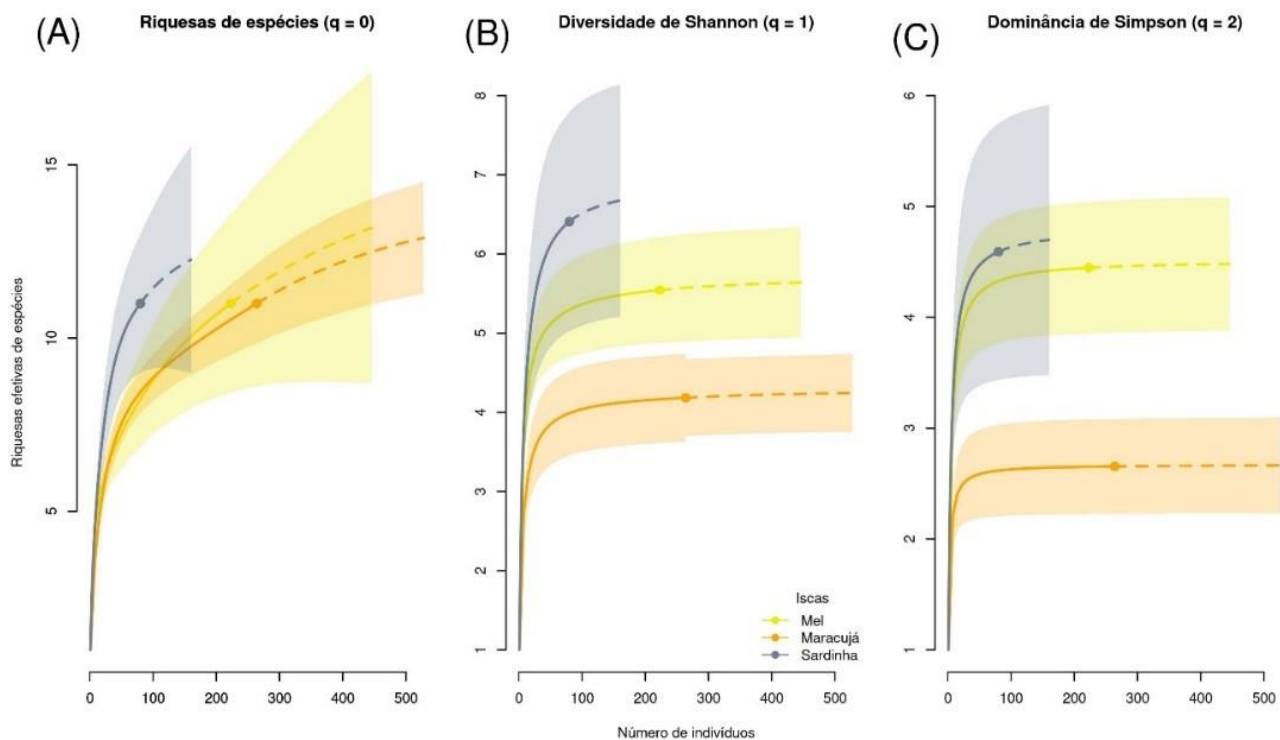 (A) Riquesas de espécies (q = 0)
(B) Diversidade de Shannon (q = 1)
(C) Dominância de Simpson (q = 2)
Riquesas efetivas de espécies
15
10
5
0 100 200 300 400 500
8
7
6
5
4
3
2
1
0 100 200 300 400 500
6
5
4
3
2
1
0 100 200 300 400 500
Iscas
Mel
Maracujá
Sardinha
Número de indivíduos